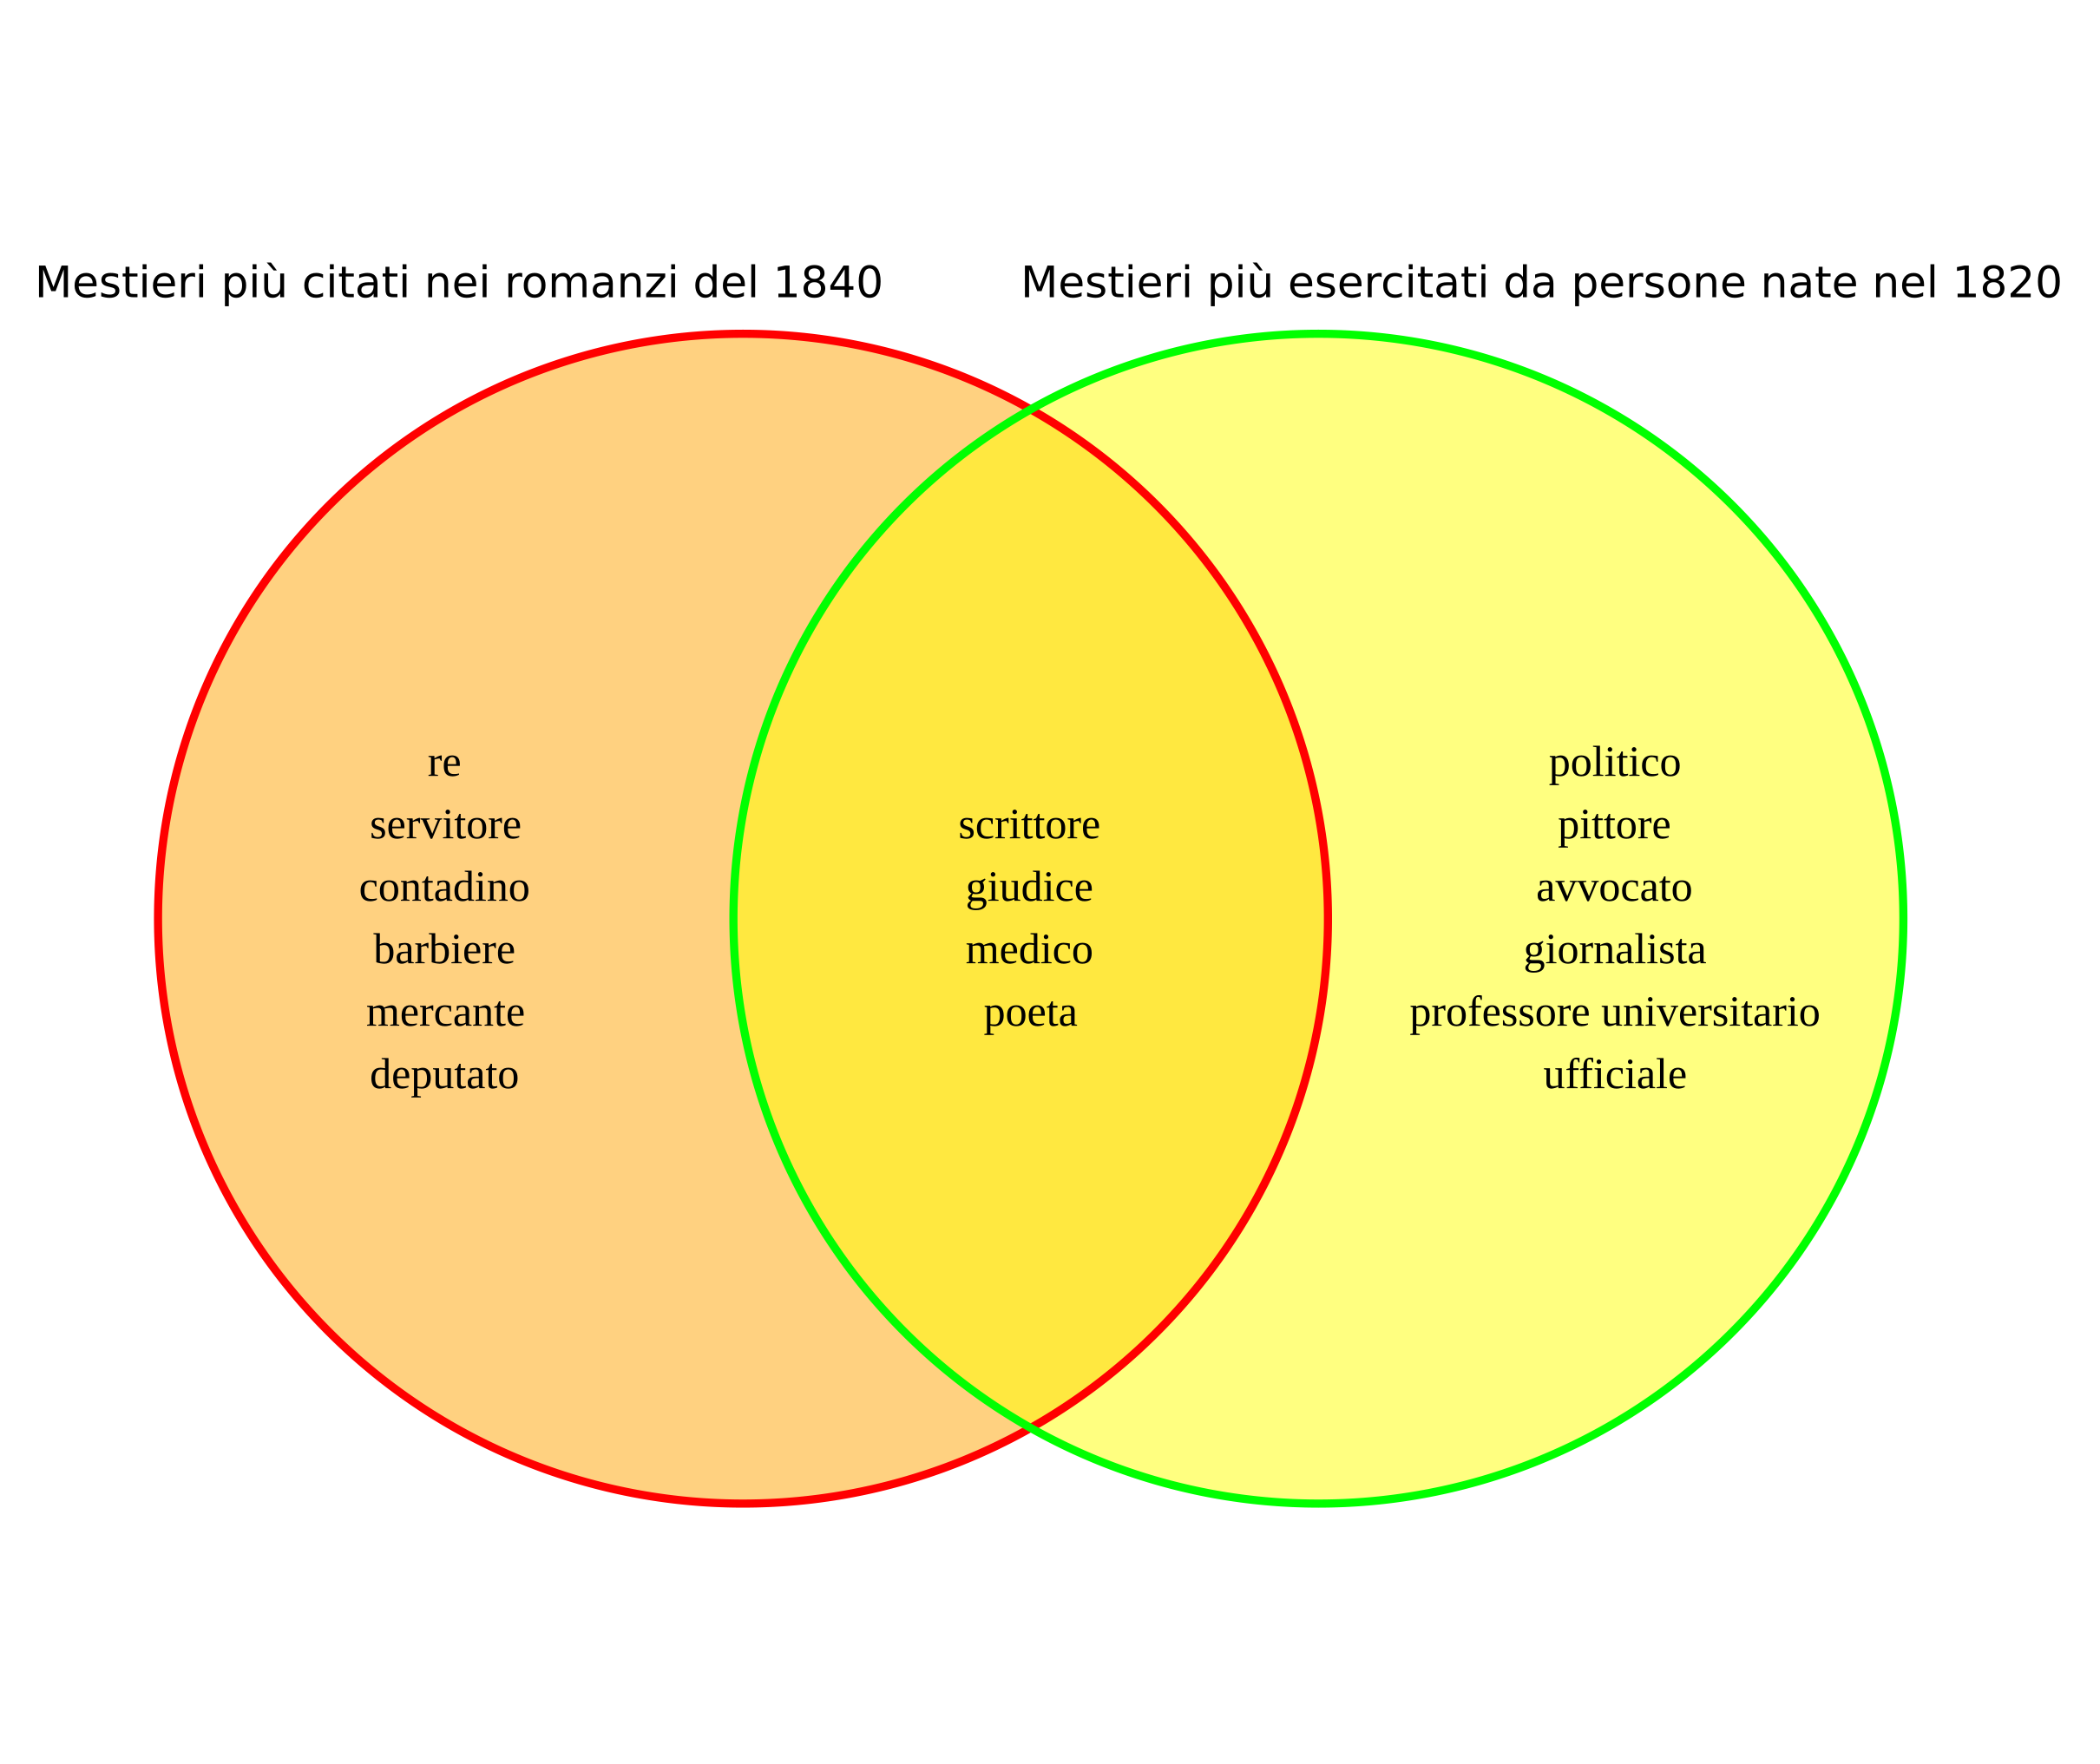 Mestieri più citati nei romanzi del 1840
Mestieri più esercitati da persone nate nel 1820
re
servitore
contadino
barbiere
mercante
deputato
scrittore
giudice
medico
poeta
politico
pittore
avvocato
giornalista
professore universitario
ufficiale